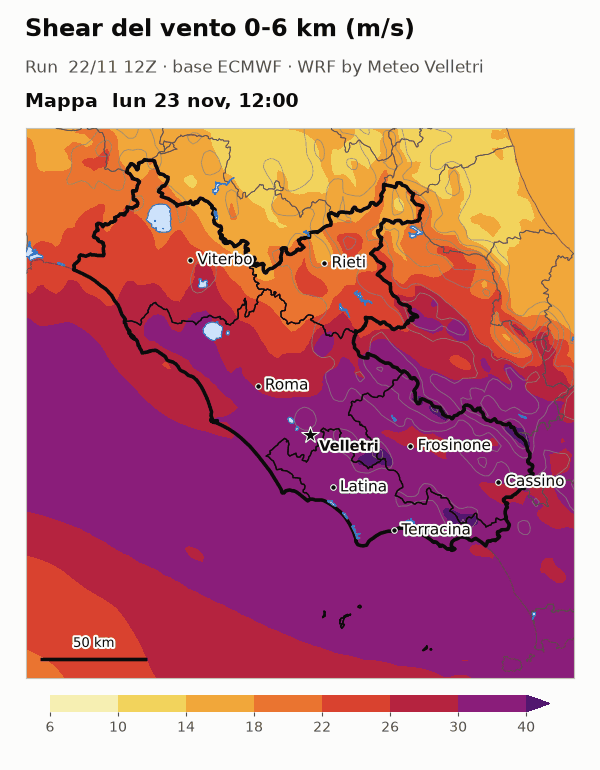 Shear del vento 0-6 km (m/s)
Run  22/11 12Z · base ECMWF · WRF by Meteo Velletri
Mappa  lun 23 nov, 12:00
Viterbo
Rieti
Roma
Velletri
Frosinone
Cassino
Latina
Terracina
50 km
6 10 14 18 22 26 30 40